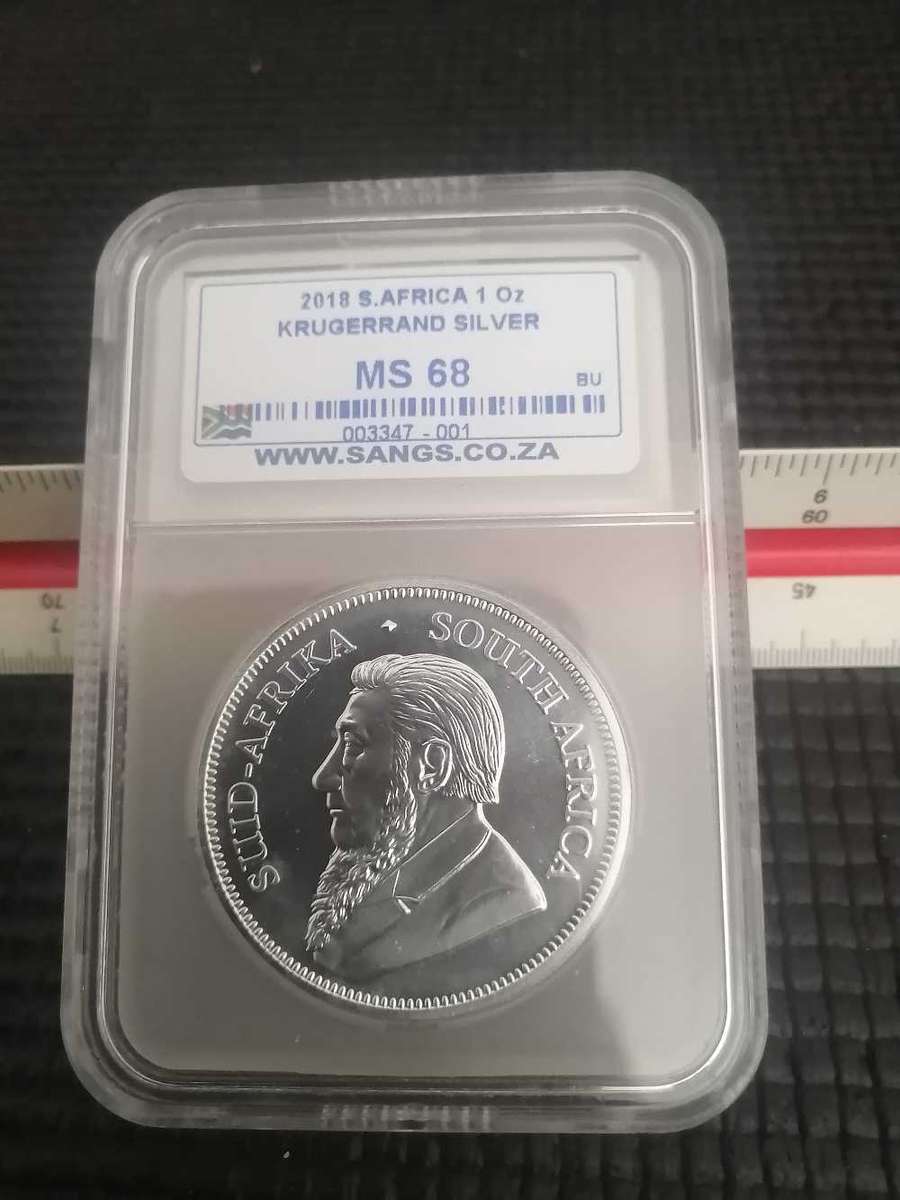 2018 S.AFRICA 1 Oz
KRUGERRAND SILVER
MS 68
BU
003347 - 001
WWW.SANGS.CO.ZA
6
60
45
70
7
SUID-AFRIKA · SOUTH AFRICA